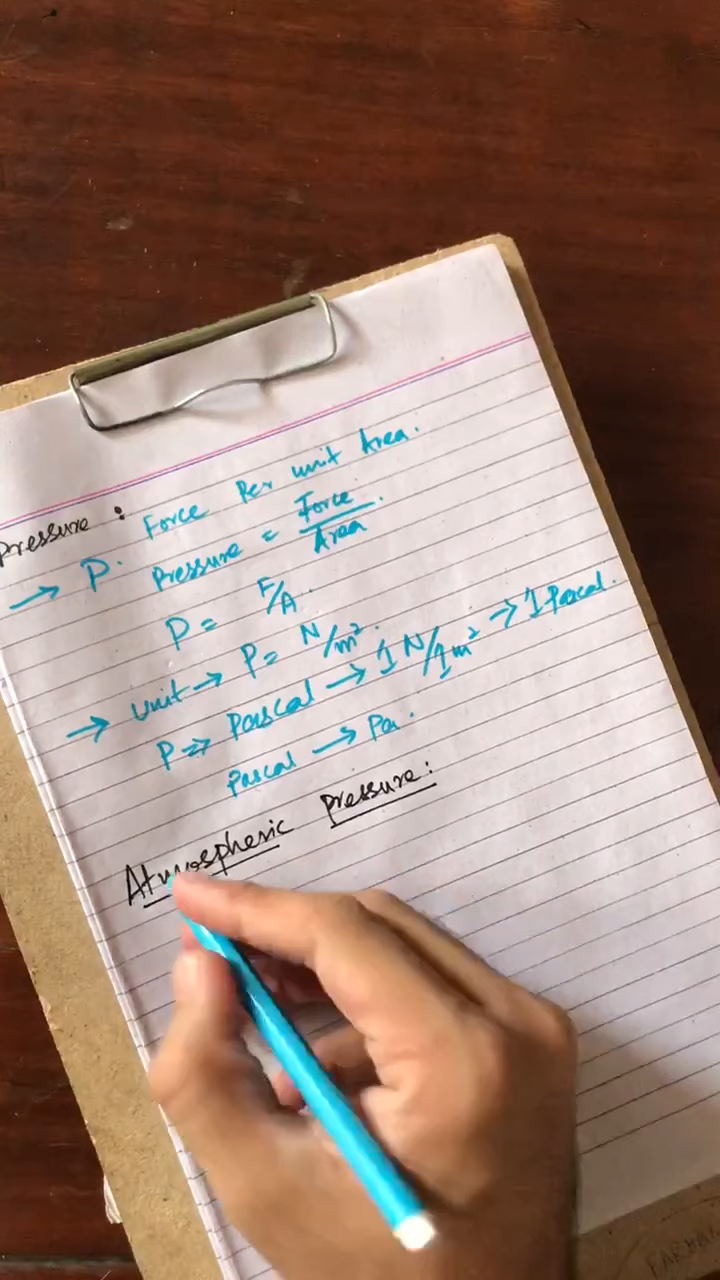 Pressure : Force Per unit Area.
→ P. Pressure = Force/Area.
P = F/A.
→ unit → P = N/m².
P => Pascal → 1 N/1m² → 1 Pascal.
Pascal → Pa.
Atmospheric Pressure: